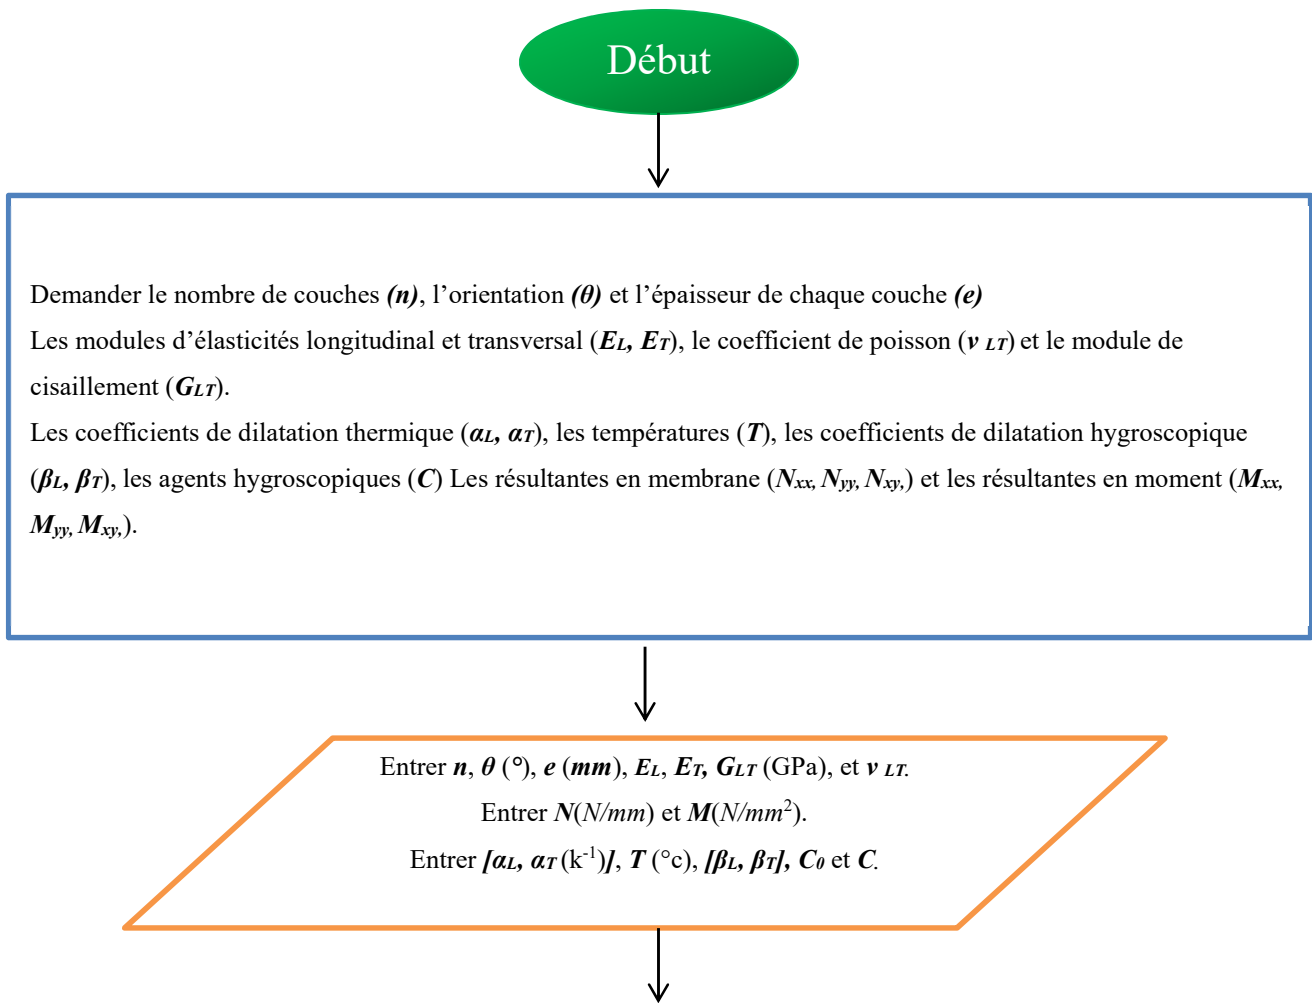 Début
Demander le nombre de couches (n), l’orientation (θ) et l’épaisseur de chaque couche (e)
Les modules d’élasticités longitudinal et transversal (EL, ET), le coefficient de poisson (ν LT) et le module de
cisaillement (GLT).
Les coefficients de dilatation thermique (αL, αT), les températures (T), les coefficients de dilatation hygroscopique
(βL, βT), les agents hygroscopiques (C) Les résultantes en membrane (Nxx, Nyy, Nxy,) et les résultantes en moment (Mxx,
Myy, Mxy,).
Entrer n, θ (°), e (mm), EL, ET, GLT (GPa), et ν LT.
Entrer N(N/mm) et M(N/mm²).
Entrer [αL, αT (k⁻¹)], T (°c), [βL, βT], C0 et C.